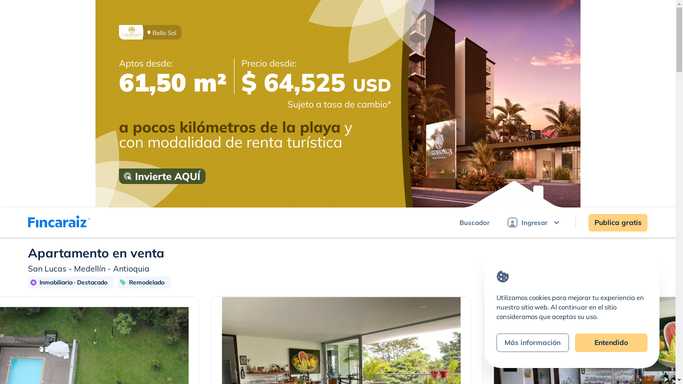 Bello Sol
Aptos desde:
61,50 m²
Precio desde:
$ 64,525 USD
Sujeto a tasa de cambio*
a pocos kilómetros de la playa y
con modalidad de renta turística
Invierte AQUÍ
Fincaraíz
Buscador
Ingresar
Publica gratis
Apartamento en venta
San Lucas - Medellín - Antioquia
Inmobiliaria · Destacado
Remodelado
Utilizamos cookies para mejorar tu experiencia en
nuestro sitio web. Al continuar en el sitio
consideramos que aceptas su uso.
Más información
Entendido